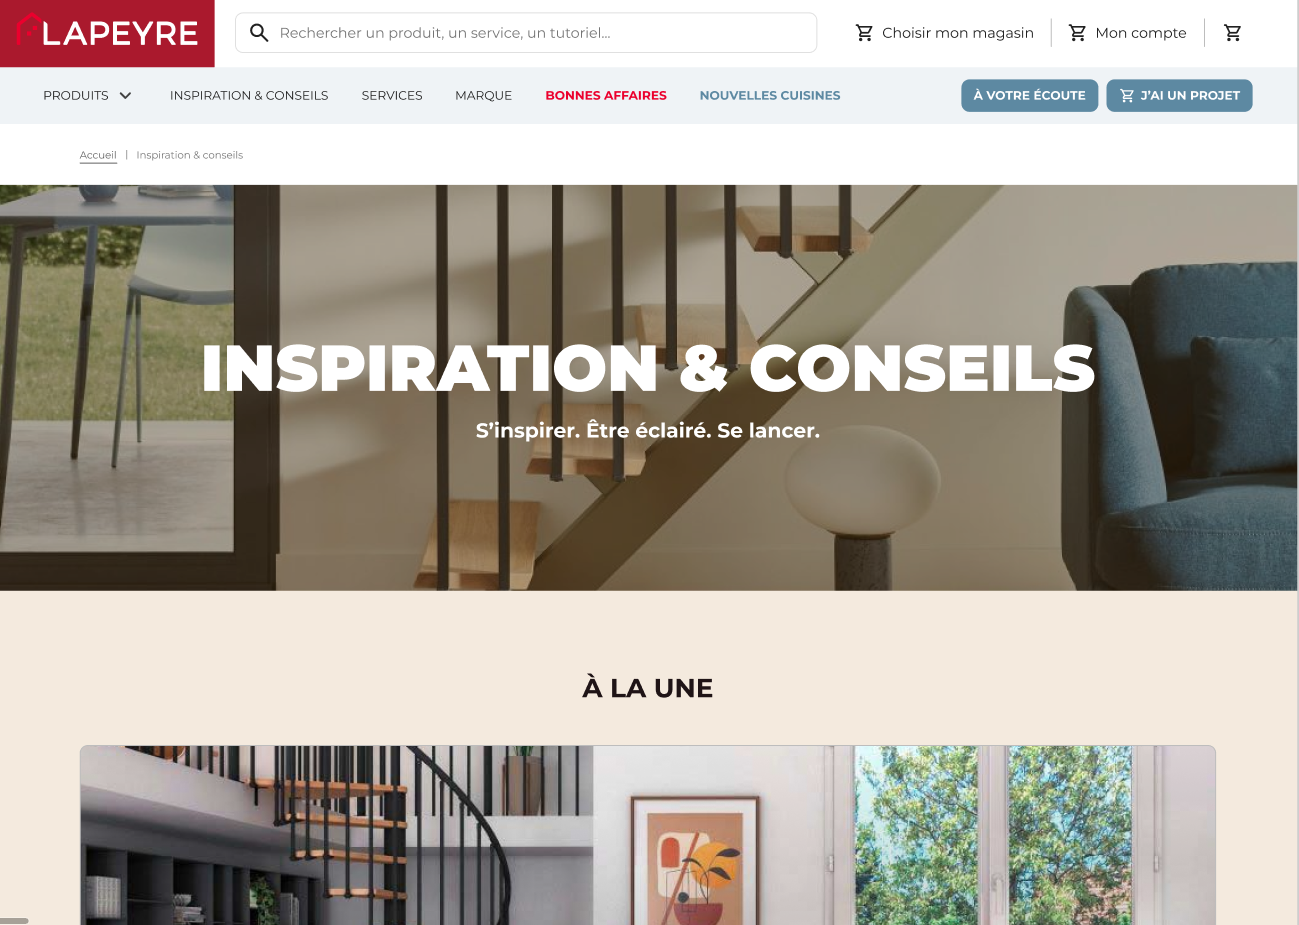 LAPEYRE
Rechercher un produit, un service, un tutoriel...
Choisir mon magasin
Mon compte
PRODUITS
INSPIRATION & CONSEILS
SERVICES
MARQUE
BONNES AFFAIRES
NOUVELLES CUISINES
À VOTRE ÉCOUTE
J'AI UN PROJET
Accueil | Inspiration & conseils
INSPIRATION & CONSEILS
S'inspirer. Être éclairé. Se lancer.
À LA UNE